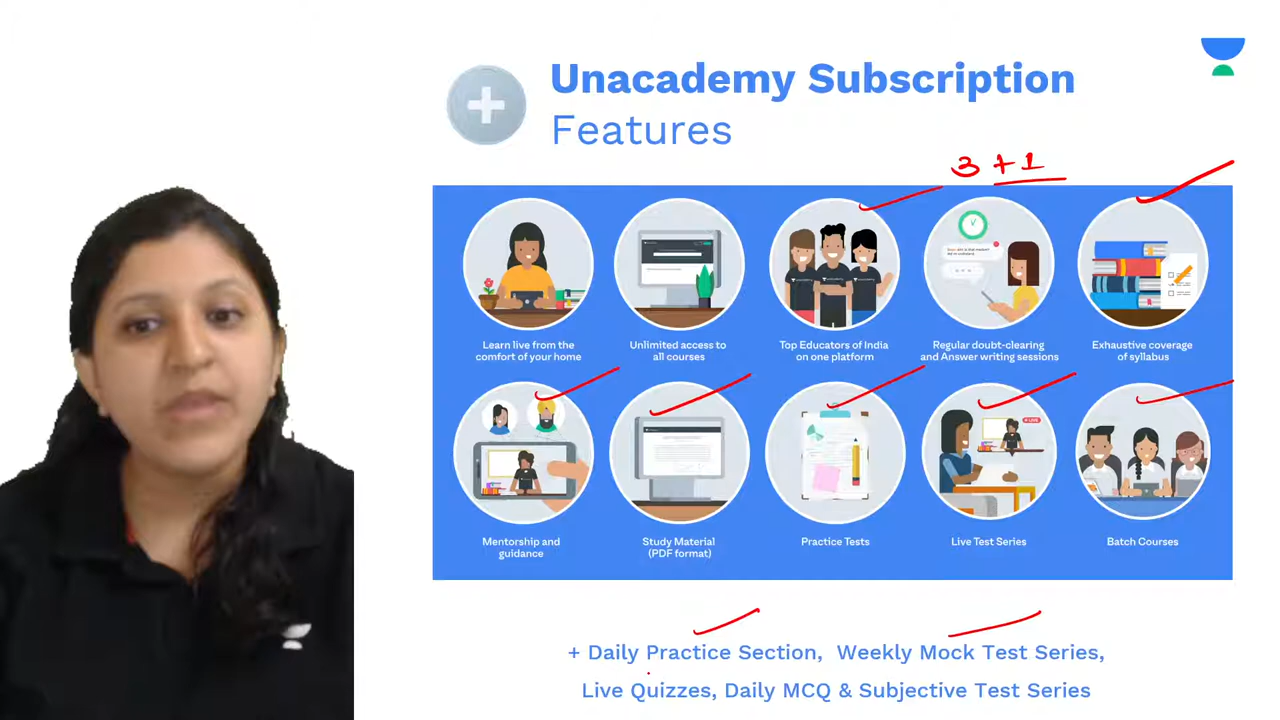 Unacademy Subscription
Features
3 +1
Learn live from the
comfort of your home
Unlimited access to
all courses
Top Educators of India
on one platform
Regular doubt-clearing
and Answer writing sessions
Exhaustive coverage
of syllabus
LIVE
Mentorship and
guidance
Study Material
(PDF format)
Practice Tests
Live Test Series
Batch Courses
+ Daily Practice Section, Weekly Mock Test Series,
Live Quizzes, Daily MCQ & Subjective Test Series